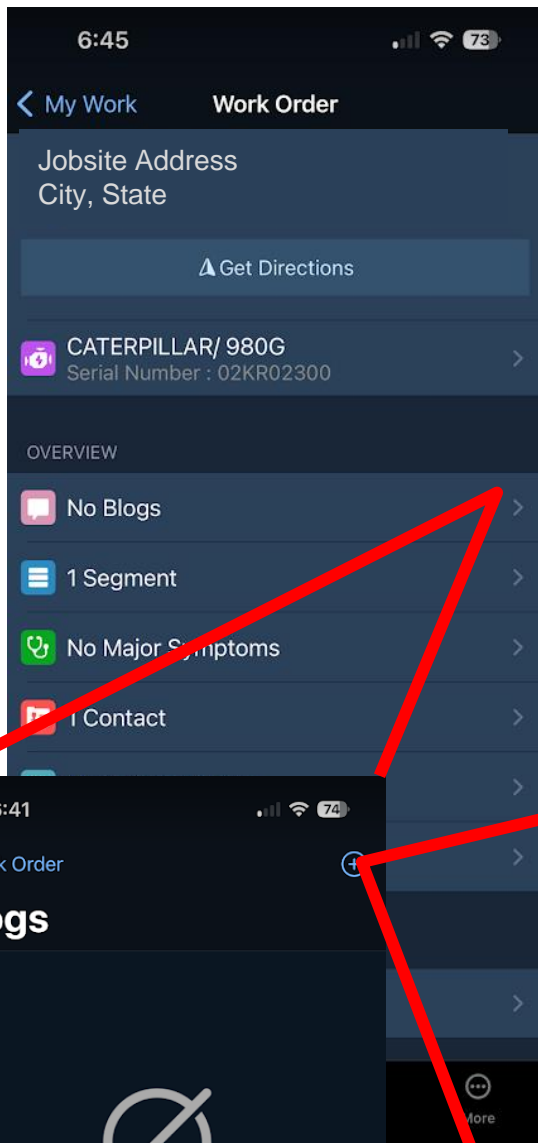 6:45
73
My Work
Work Order
Jobsite Address
City, State
Get Directions
CATERPILLAR/ 980G
Serial Number : 02KR02300
OVERVIEW
No Blogs
1 Segment
No Major Symptoms
1 Contact
:41
74
k Order
gs
More